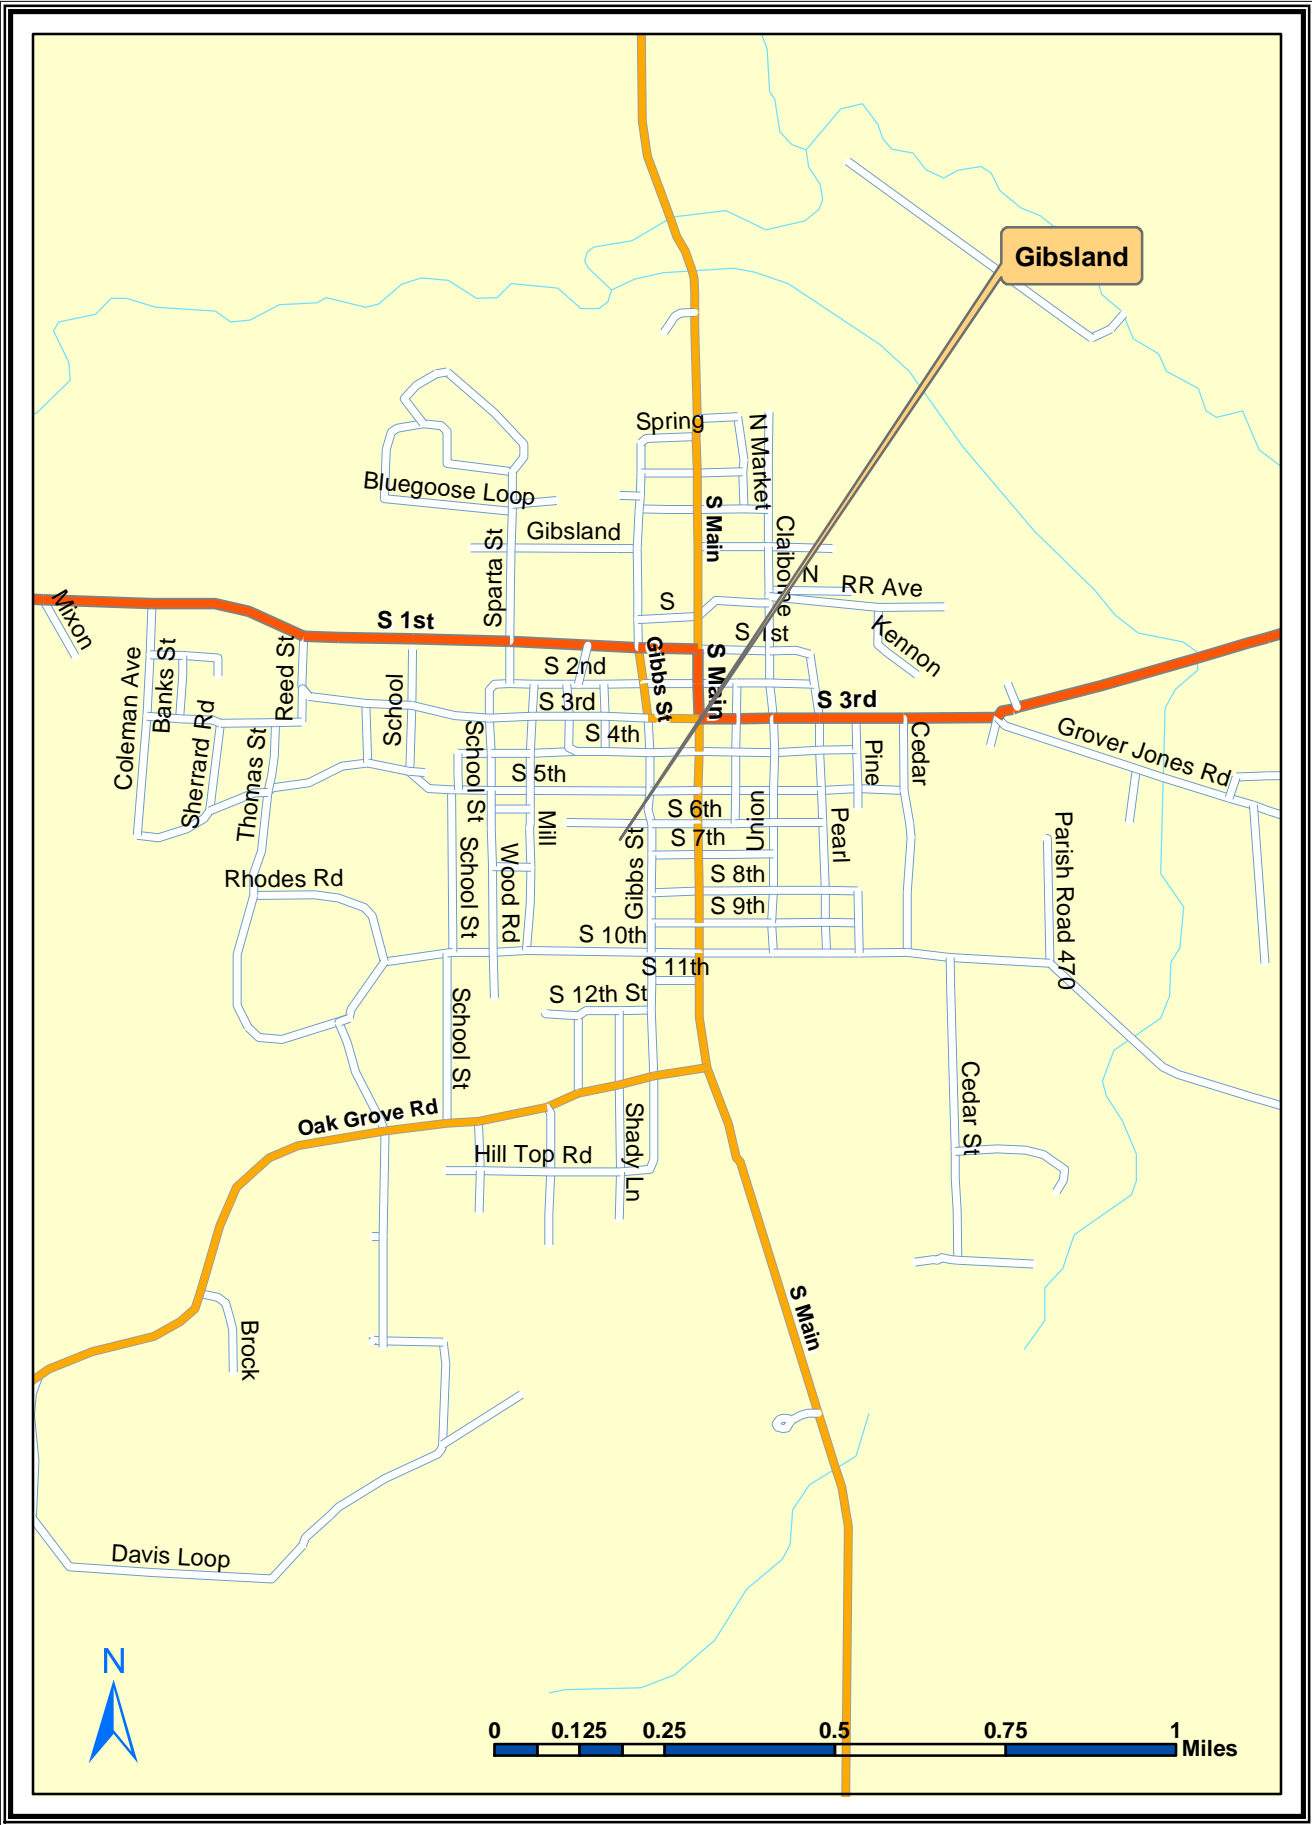 Gibsland
Spring
N Market
Bluegoose Loop
S Main
Gibsland
Claiborne
Sparta St
N
RR Ave
Mixon
S
S 1st
S 1st
Kennon
Reed St
Banks St
Coleman Ave
Gibbs St
S Main
S 2nd
School
S 3rd
S 3rd
Sherrard Rd
Cedar
Grover Jones Rd
S 4th
Pine
Thomas St
School St
S 5th
S 6th
Union
Mill
Pearl
Parish Road 470
S 7th
Gibbs St
School St
Wood Rd
Rhodes Rd
S 8th
S 9th
S 10th
S 11th
S 12th St
School St
Cedar St
Oak Grove Rd
Shady Ln
Hill Top Rd
S Main
Brock
Davis Loop
N
0 0.125 0.25 0.5 0.75 1
Miles